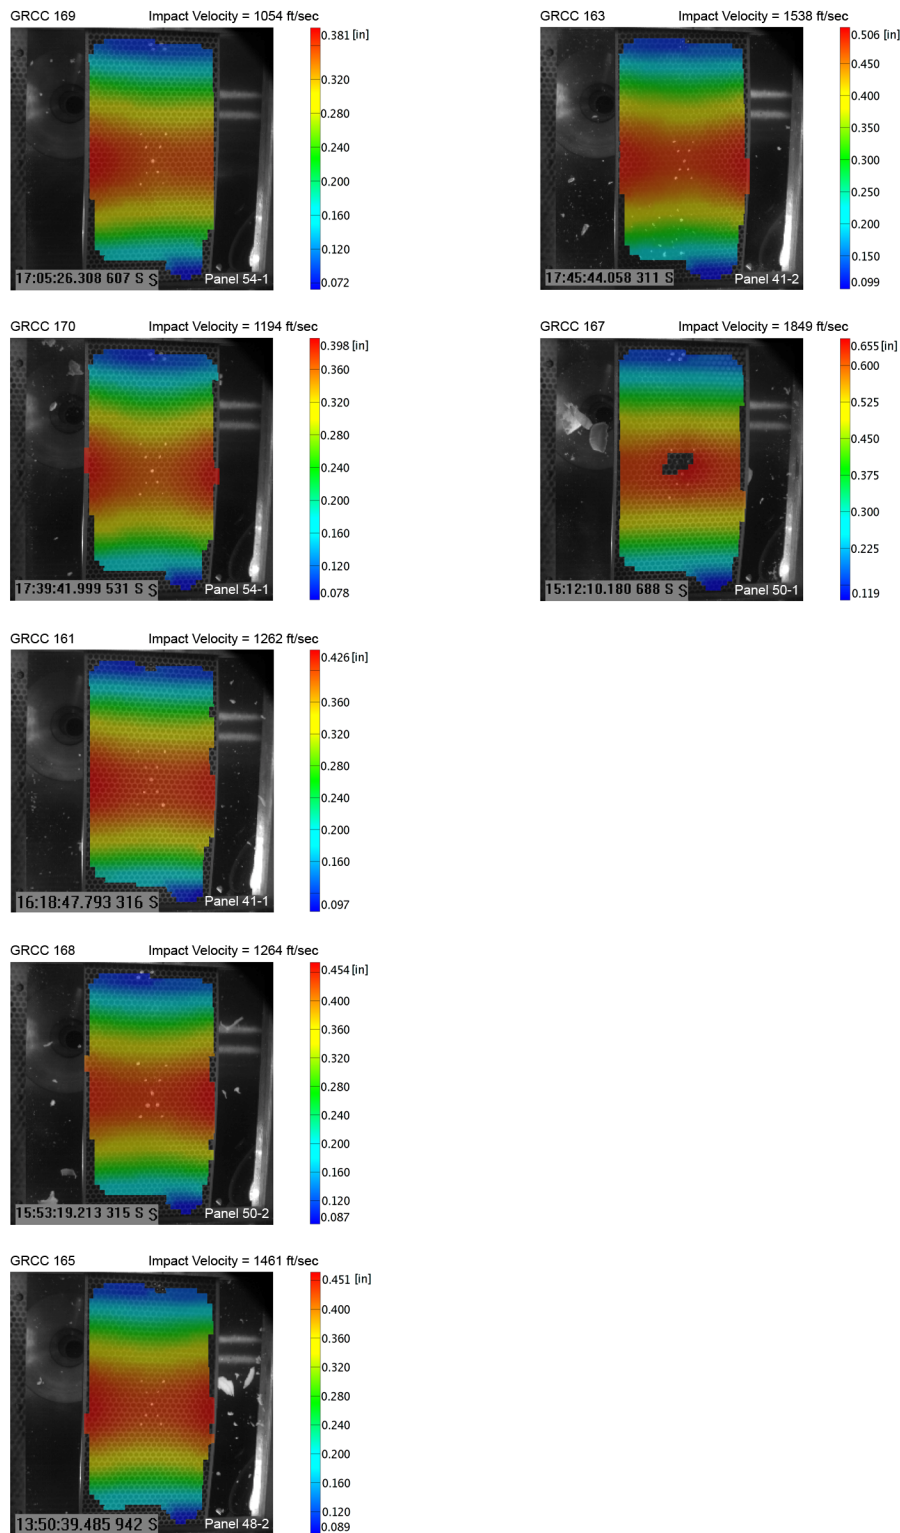 GRCC 169 Impact Velocity = 1054 ft/sec
0.381 [in]
0.320
0.280
0.240
0.200
0.160
0.120
0.072
17:05:26.308 607 S S
Panel 54-1
GRCC 163 Impact Velocity = 1538 ft/sec
0.506 [in]
0.450
0.400
0.350
0.300
0.250
0.200
0.150
0.099
17:45:44.058 311 S
Panel 41-2
GRCC 170 Impact Velocity = 1194 ft/sec
0.398 [in]
0.360
0.320
0.280
0.240
0.200
0.160
0.120
0.078
17:39:41.999 531 S S
Panel 54-1
GRCC 167 Impact Velocity = 1849 ft/sec
0.655 [in]
0.600
0.525
0.450
0.375
0.300
0.225
0.119
15:12:10.180 688 S S
Panel 50-1
GRCC 161 Impact Velocity = 1262 ft/sec
0.426 [in]
0.360
0.320
0.280
0.240
0.200
0.160
0.097
16:18:47.793 316 S
Panel 41-1
GRCC 168 Impact Velocity = 1264 ft/sec
0.454 [in]
0.400
0.360
0.320
0.280
0.240
0.200
0.160
0.120
0.087
15:53:19.213 315 S S
Panel 50-2
GRCC 165 Impact Velocity = 1461 ft/sec
0.451 [in]
0.400
0.360
0.320
0.280
0.240
0.200
0.160
0.120
0.089
13:50:39.485 942 S
Panel 48-2